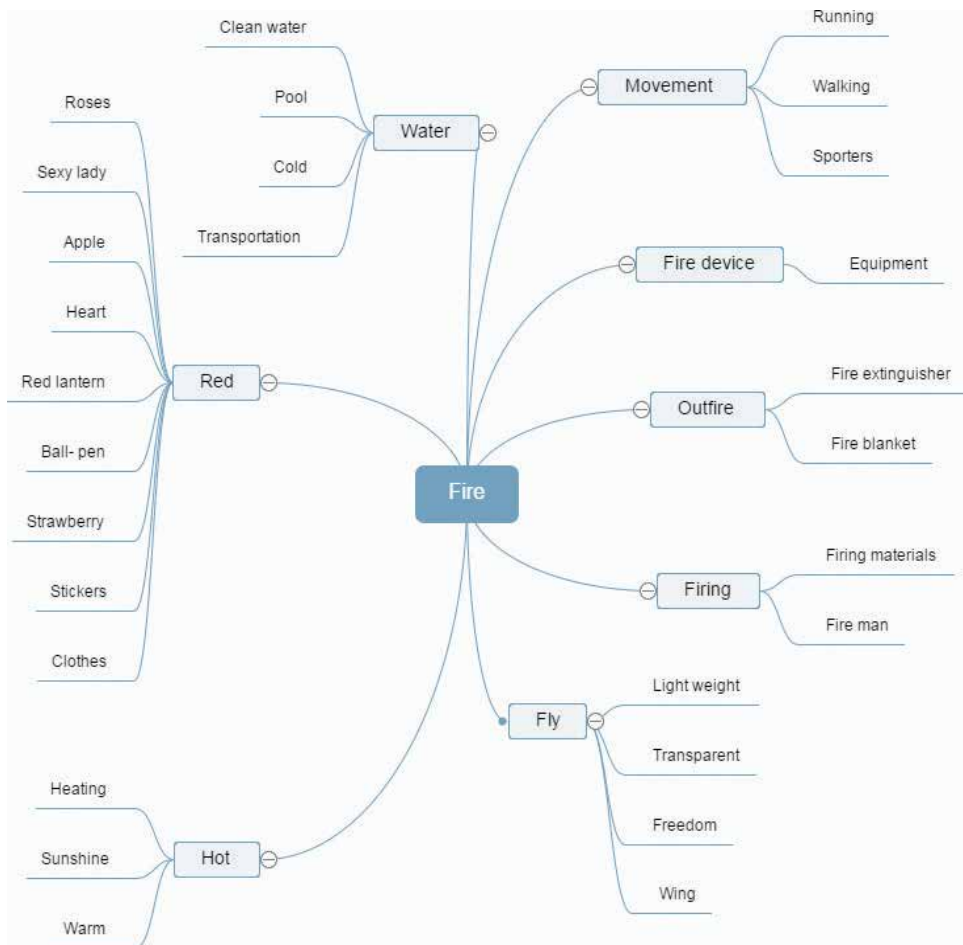 Fire
Water
Clean water
Pool
Cold
Transportation
Red
Roses
Sexy lady
Apple
Heart
Red lantern
Ball- pen
Strawberry
Stickers
Clothes
Hot
Heating
Sunshine
Warm
Movement
Running
Walking
Sporters
Fire device
Equipment
Outfire
Fire extinguisher
Fire blanket
Firing
Firing materials
Fire man
Fly
Light weight
Transparent
Freedom
Wing